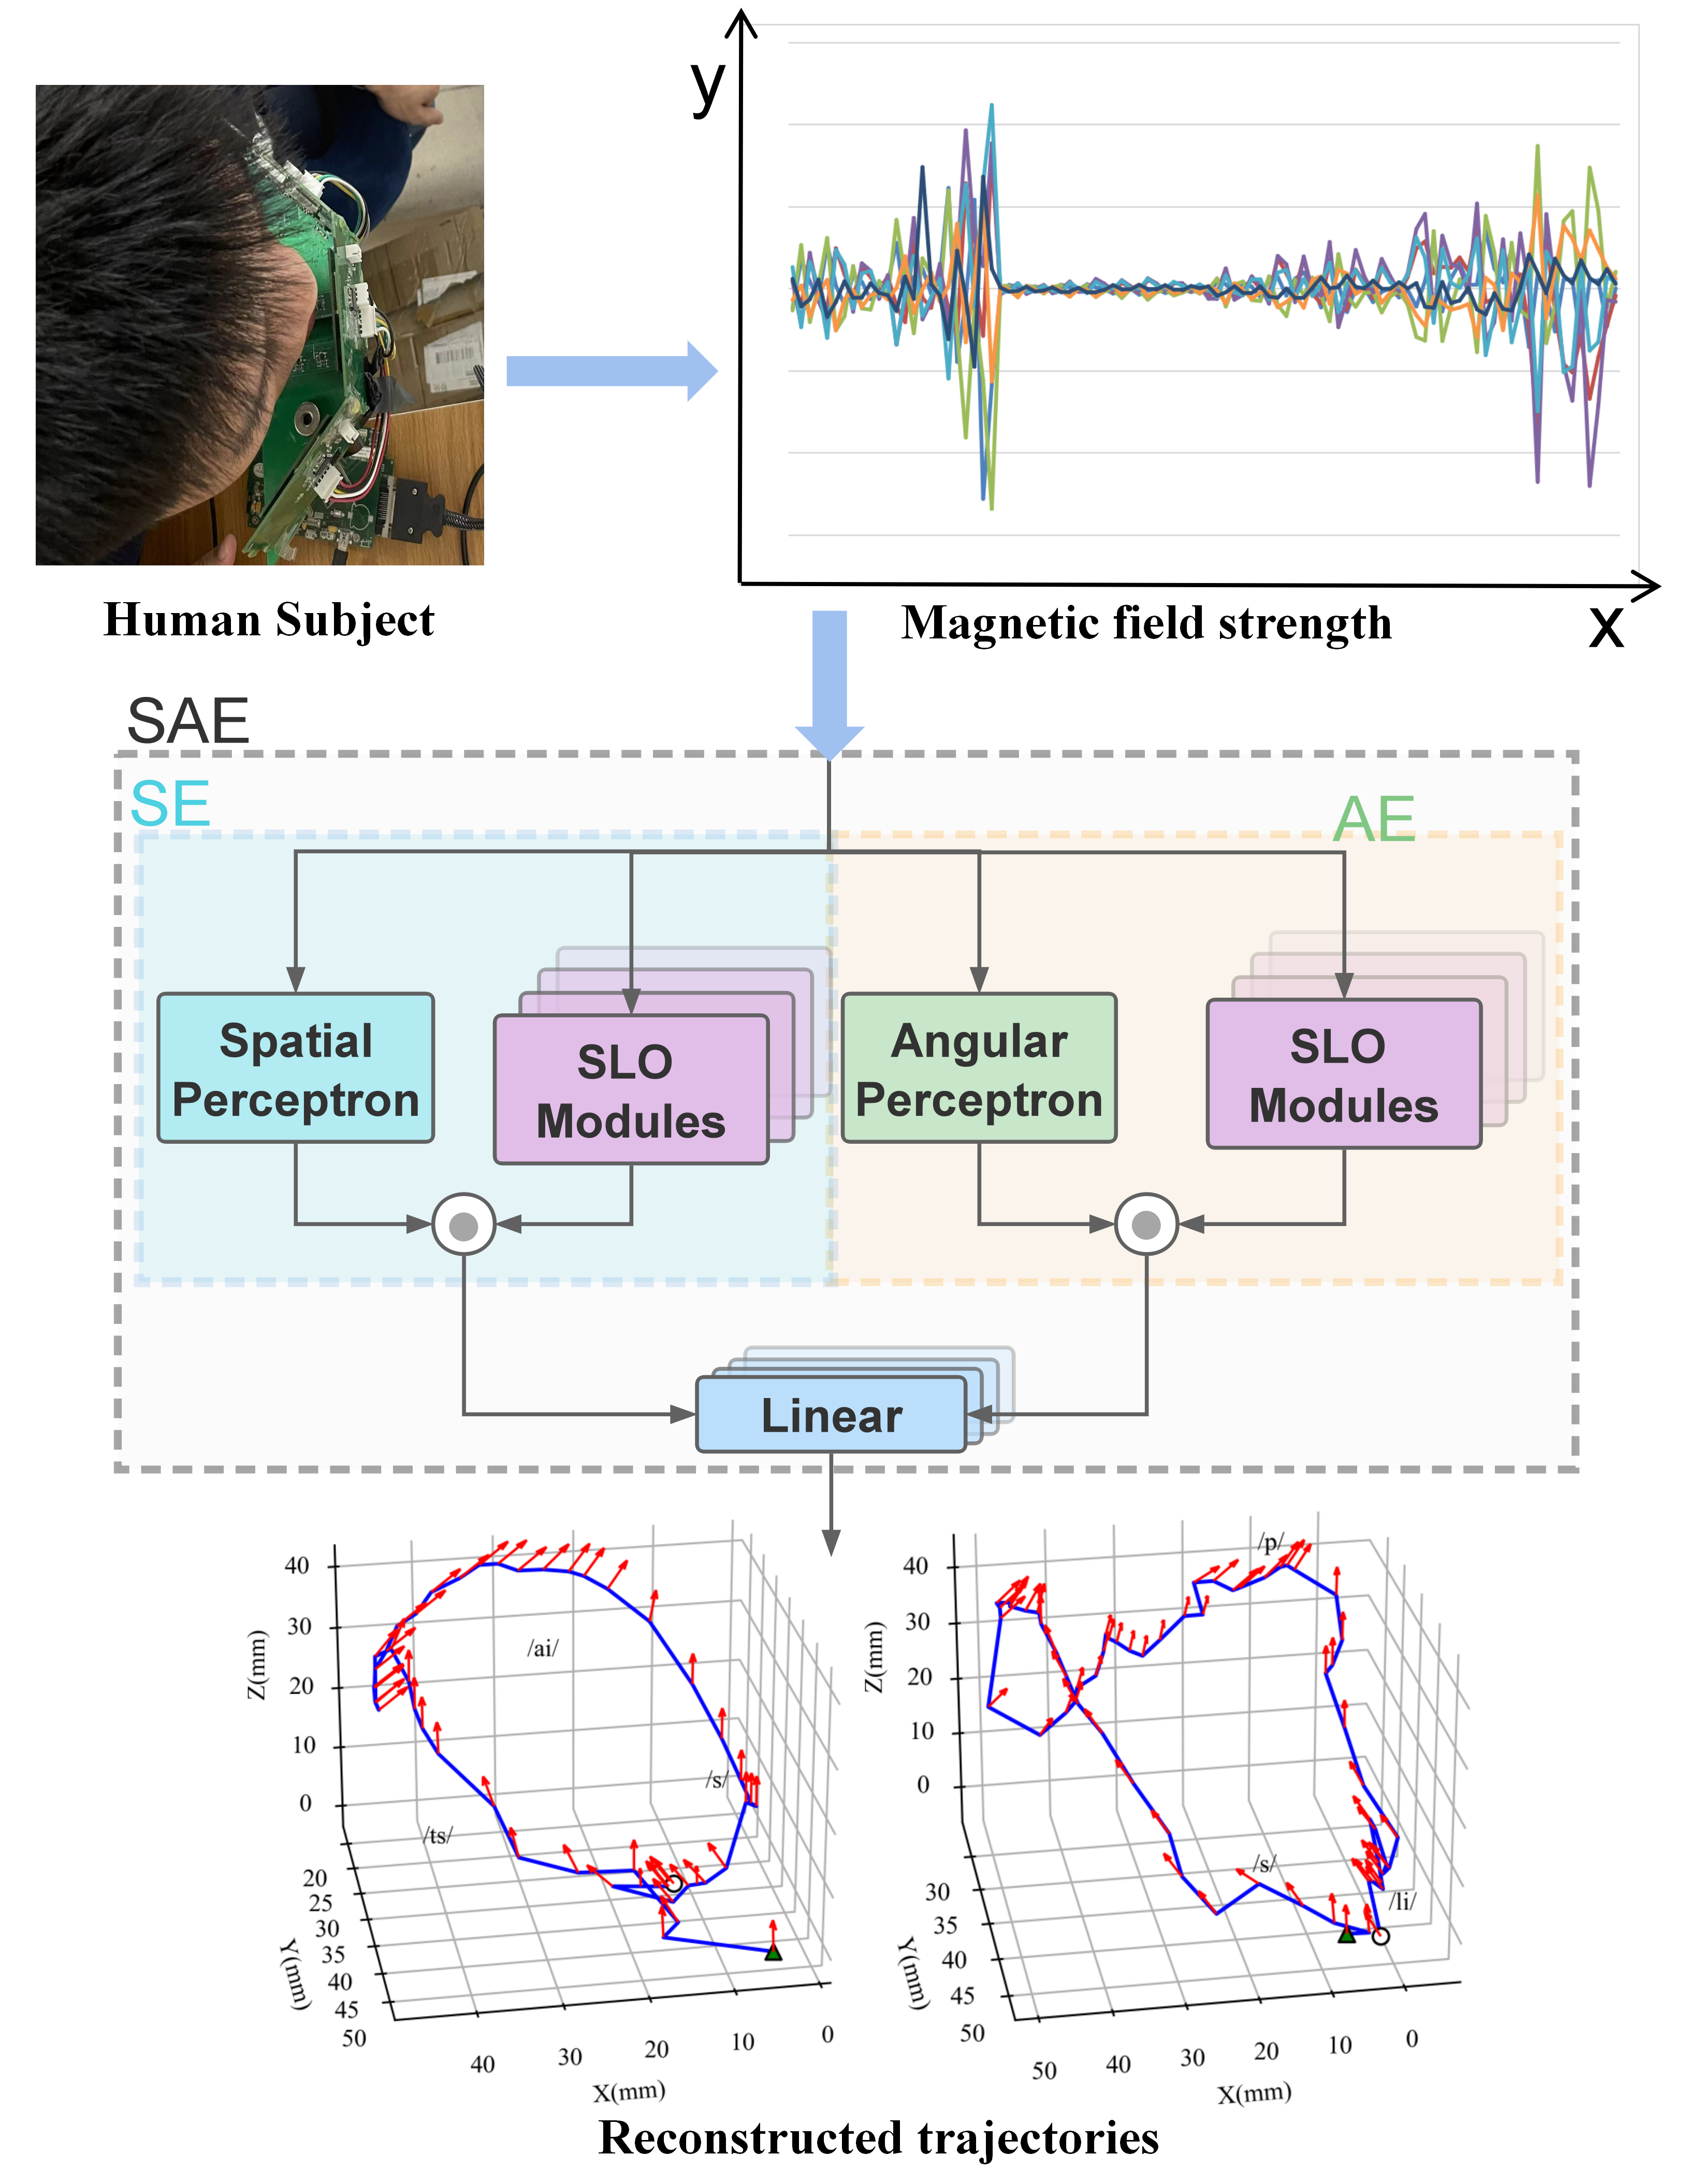 y
Human Subject
Magnetic field strength
x
SAE
SE
AE
Spatial
Perceptron
SLO
Modules
Angular
Perceptron
SLO
Modules
Linear
40
30
20
10
0
Z(mm)
20
25
30
35
40
45
50
Y(mm)
40
30
20
10
0
X(mm)
/ai/
/s/
/ts/
40
30
20
10
0
Z(mm)
30
35
40
45
50
Y(mm)
50
40
30
20
10
0
X(mm)
/p/
/s/
/li/
Reconstructed trajectories